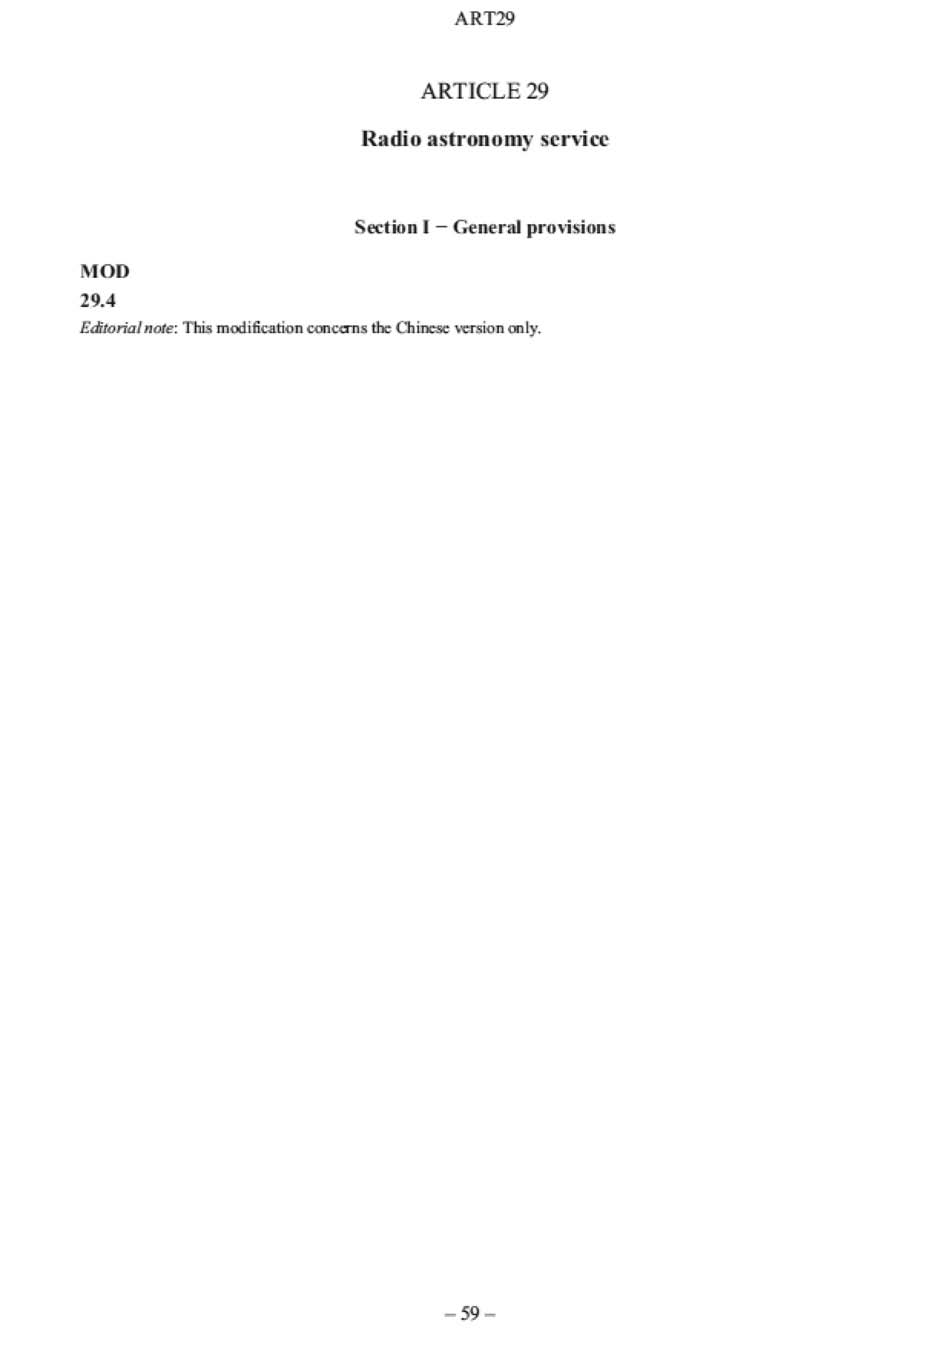 ART29
ARTICLE 29
Radio astronomy service
Section I − General provisions
MOD
29.4
Editorial note: This modification concerns the Chinese version only.
– 59 –